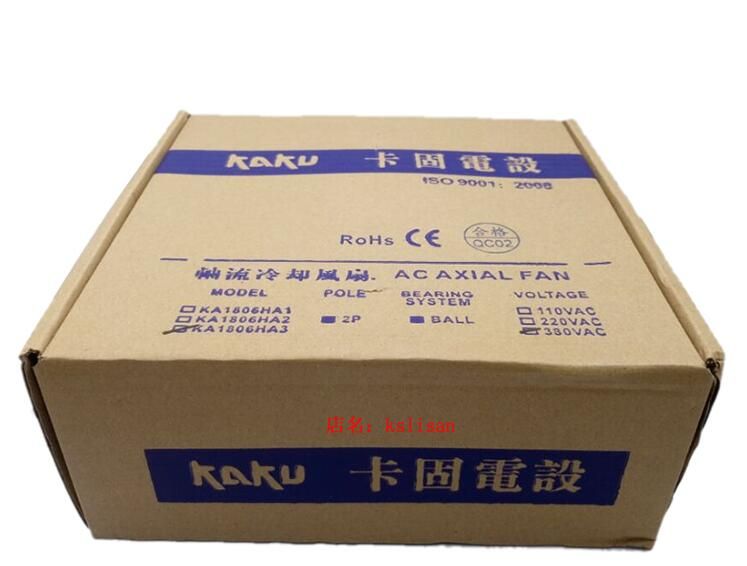 KAKU 卡固電設
ISO 9001: 2008
RoHs CE 合格 QC02
軸流冷却風扇. AC AXIAL FAN
MODEL POLE BEARING SYSTEM VOLTAGE
KA1806HA1 110VAC
KA1806HA2 2P BALL 220VAC
KA1806HA3 380VAC
店名: kslisan
KAKU 卡固電設